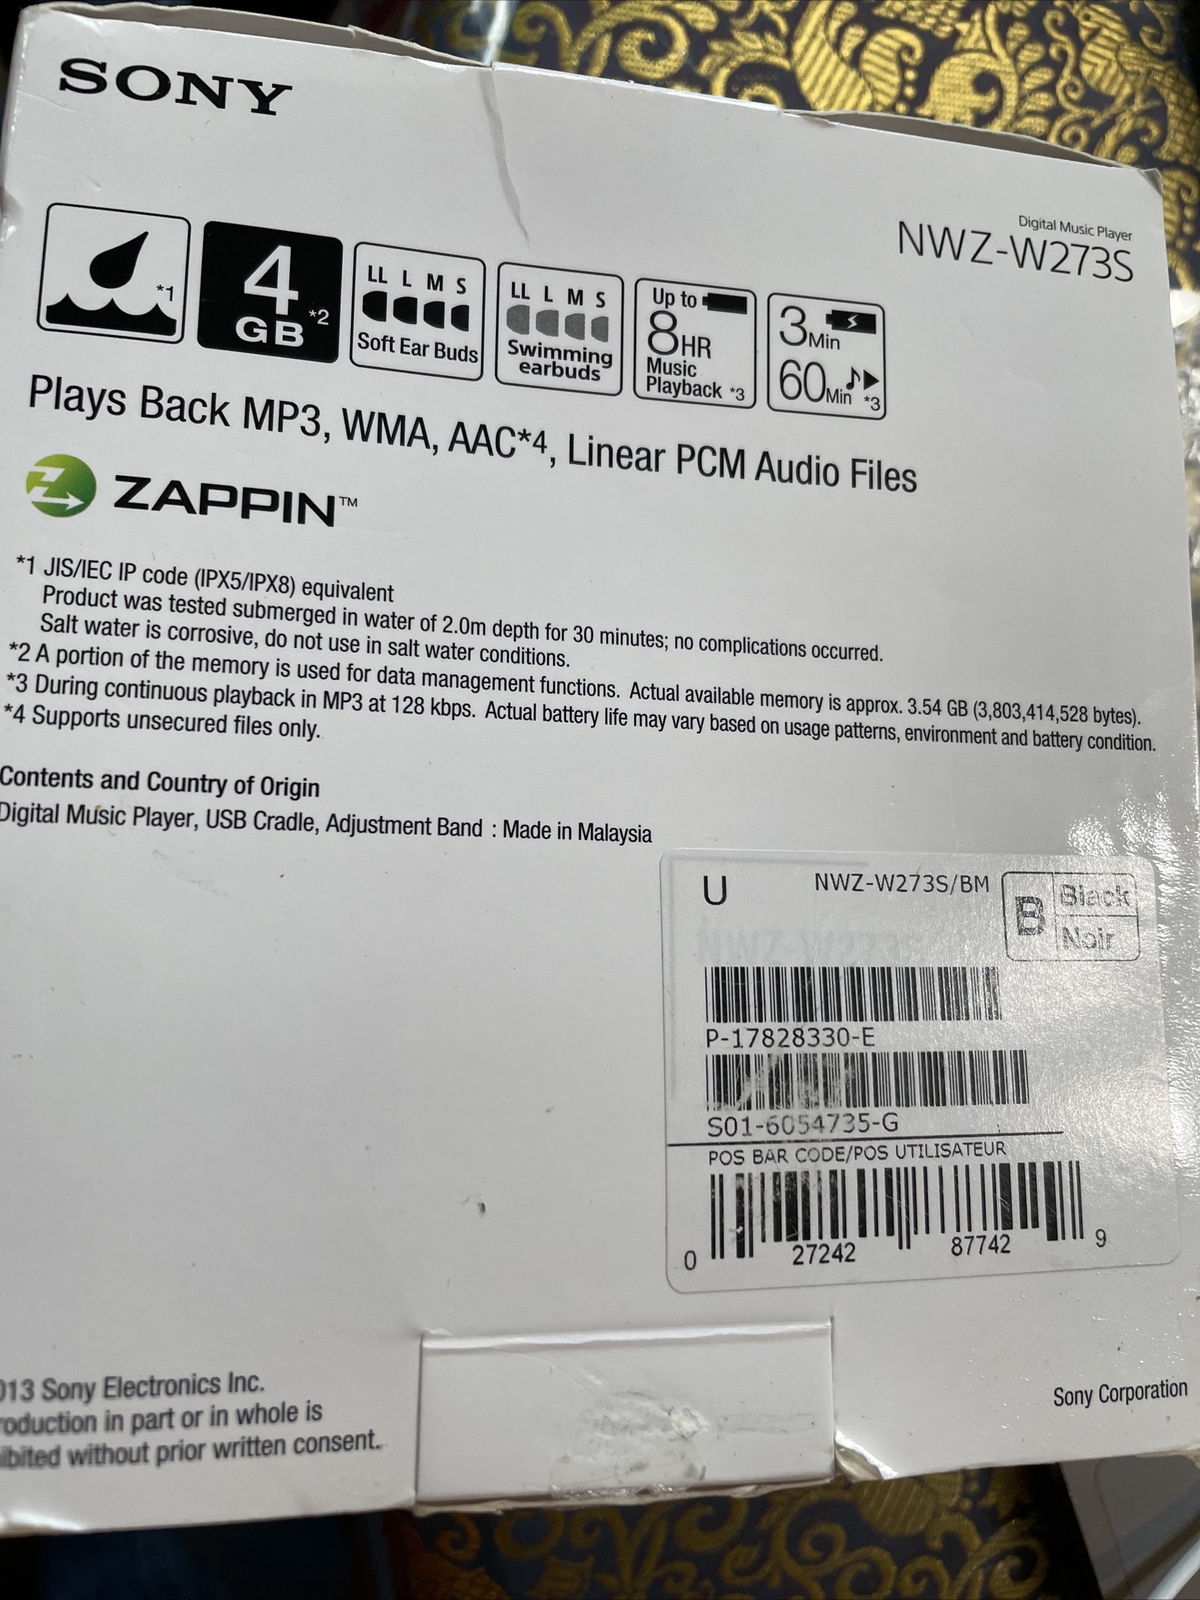 SONY
Digital Music Player
NWZ-W273S
*1
4
GB *2
LL L M S
Soft Ear Buds
LL L M S
Swimming
earbuds
Up to
8HR
Music
Playback *3
3Min
60Min *3
Plays Back MP3, WMA, AAC*4, Linear PCM Audio Files
ZAPPIN™
*1 JIS/IEC IP code (IPX5/IPX8) equivalent
Product was tested submerged in water of 2.0m depth for 30 minutes; no complications occurred.
Salt water is corrosive, do not use in salt water conditions.
*2 A portion of the memory is used for data management functions. Actual available memory is approx. 3.54 GB (3,803,414,528 bytes).
*3 During continuous playback in MP3 at 128 kbps. Actual battery life may vary based on usage patterns, environment and battery condition.
*4 Supports unsecured files only.
Contents and Country of Origin
Digital Music Player, USB Cradle, Adjustment Band : Made in Malaysia
U NWZ-W273S/BM
B Black
Noir
NWZ-W273S
P-17828330-E
S01-6054735-G
POS BAR CODE/POS UTILISATEUR
0 27242 87742 9
013 Sony Electronics Inc.
roduction in part or in whole is
ibited without prior written consent.
Sony Corporation